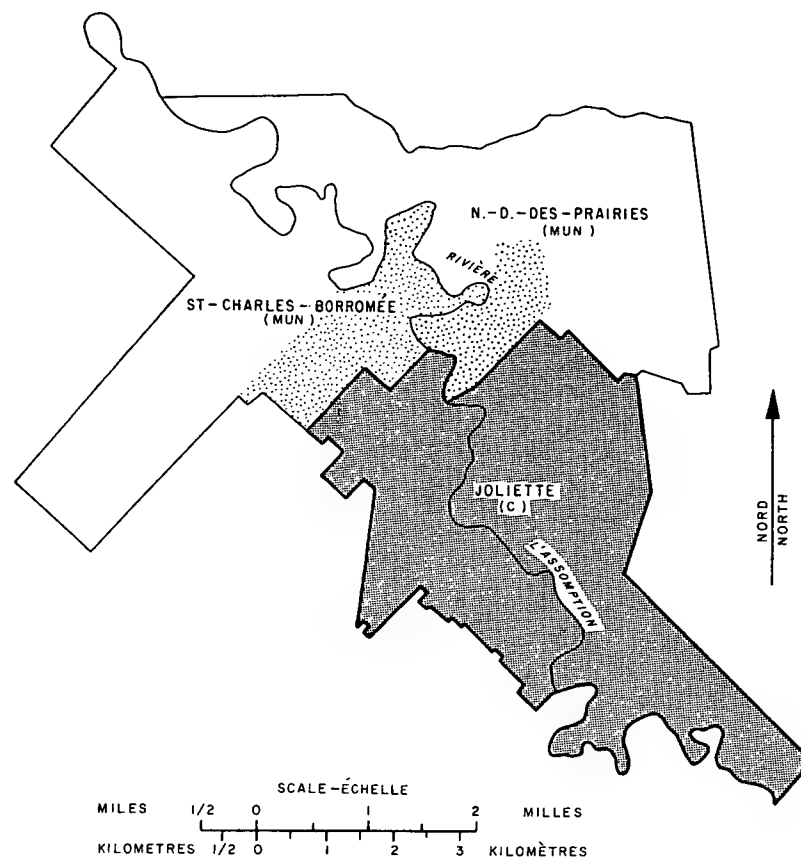 N.-D.-DES-PRAIRIES
(MUN)
RIVIÈRE
ST-CHARLES-BORROMÉE
(MUN)
JOLIETTE
(C)
L'ASSOMPTION
NORD
NORTH
SCALE-ÉCHELLE
MILES 1/2 0 1 2 MILLES
KILOMETRES 1/2 0 1 2 3 KILOMÈTRES